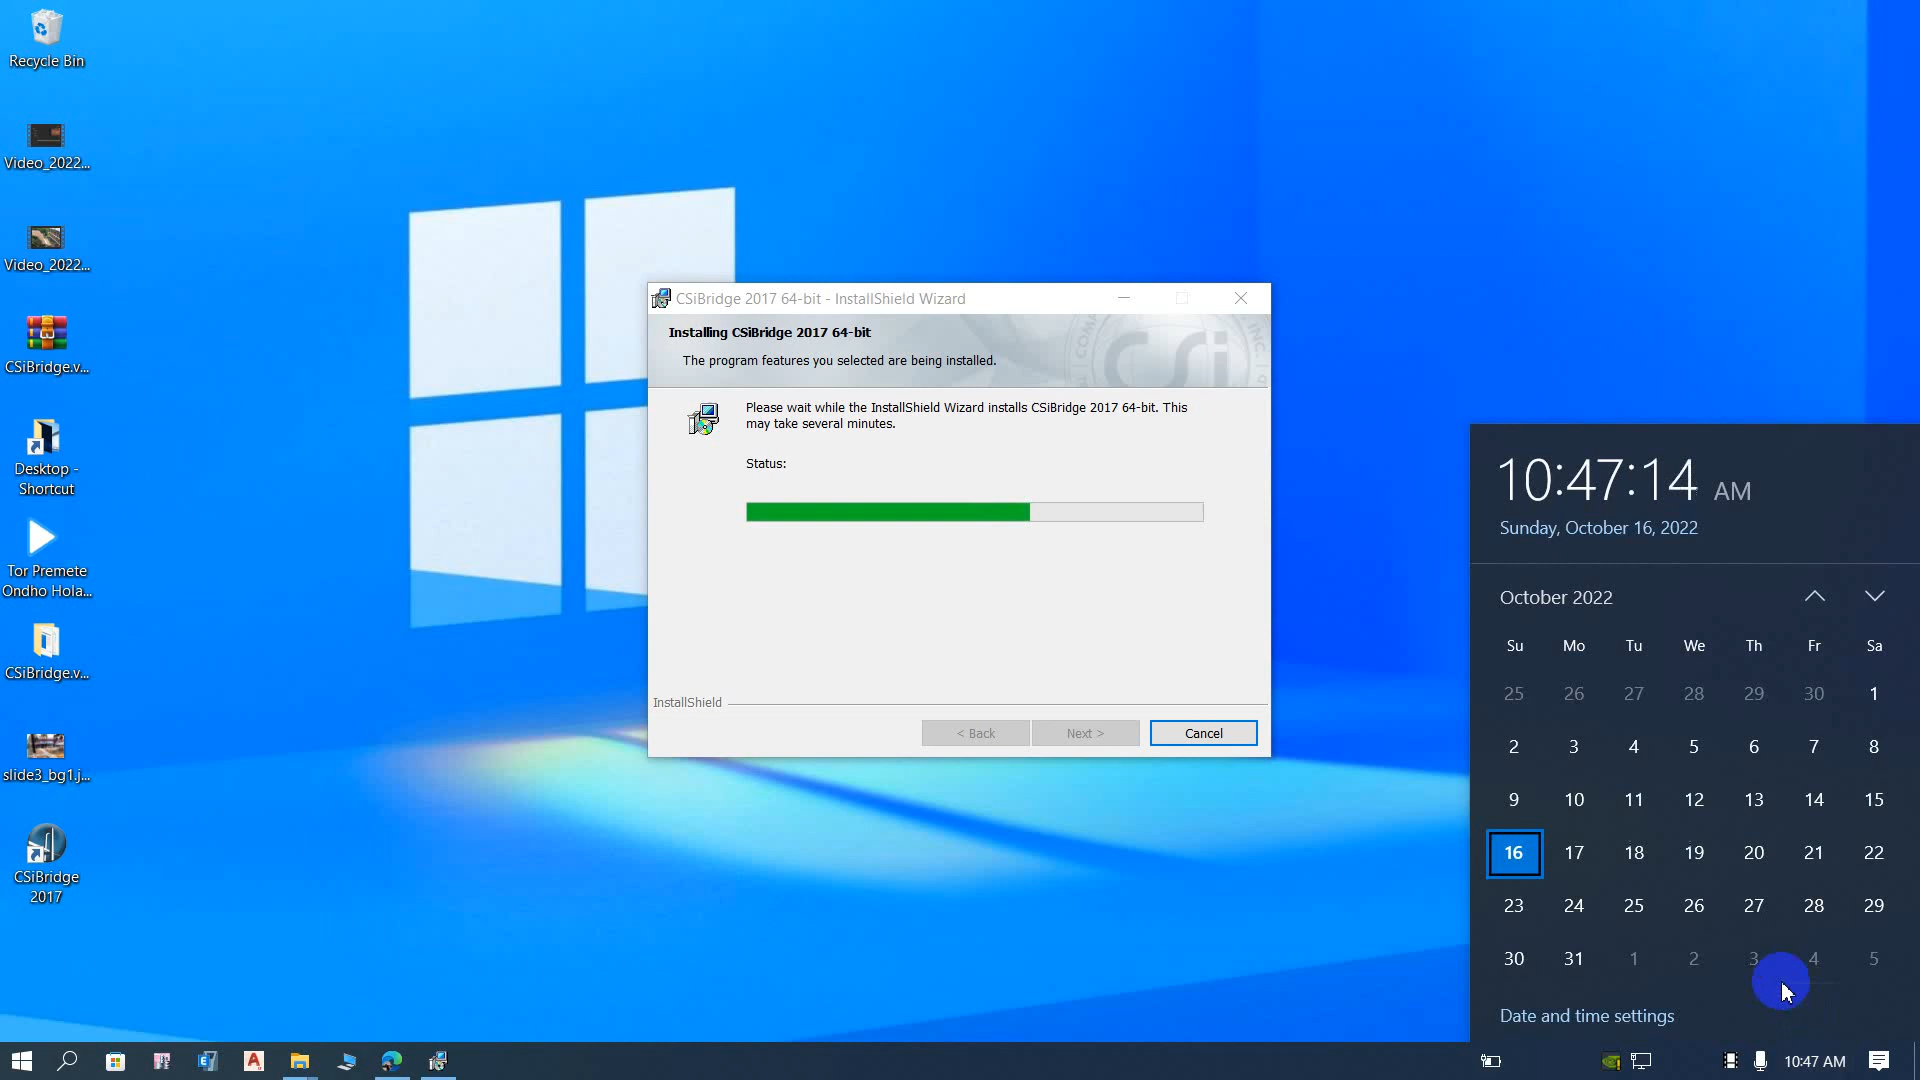 Recycle Bin
Video_2022...
Video_2022...
CSiBridge.v...
Desktop -
Shortcut
Tor Premete
Ondho Hola...
CSiBridge.v...
slide3_bg1.j...
CSiBridge
2017
CSiBridge 2017 64-bit - InstallShield Wizard
Installing CSiBridge 2017 64-bit
The program features you selected are being installed.
CSi
Please wait while the InstallShield Wizard installs CSiBridge 2017 64-bit. This
may take several minutes.
Status:
InstallShield
< Back
Next >
Cancel
10:47:14 AM
Sunday, October 16, 2022
October 2022
Su Mo Tu We Th Fr Sa
25 26 27 28 29 30 1
2 3 4 5 6 7 8
9 10 11 12 13 14 15
16 17 18 19 20 21 22
23 24 25 26 27 28 29
30 31 1 2 3 4 5
Date and time settings
10:47 AM